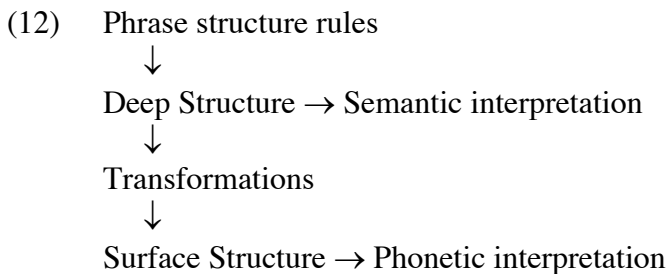 (12) Phrase structure rules
↓
Deep Structure → Semantic interpretation
↓
Transformations
↓
Surface Structure → Phonetic interpretation